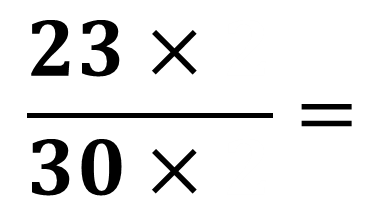 23 ×
30 ×
=